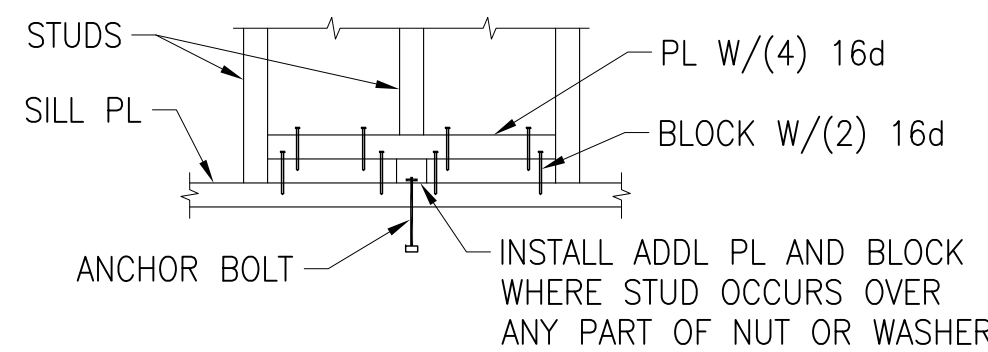 STUDS
PL W/(4) 16d
SILL PL
BLOCK W/(2) 16d
ANCHOR BOLT
INSTALL ADDL PL AND BLOCK
WHERE STUD OCCURS OVER
ANY PART OF NUT OR WASHER